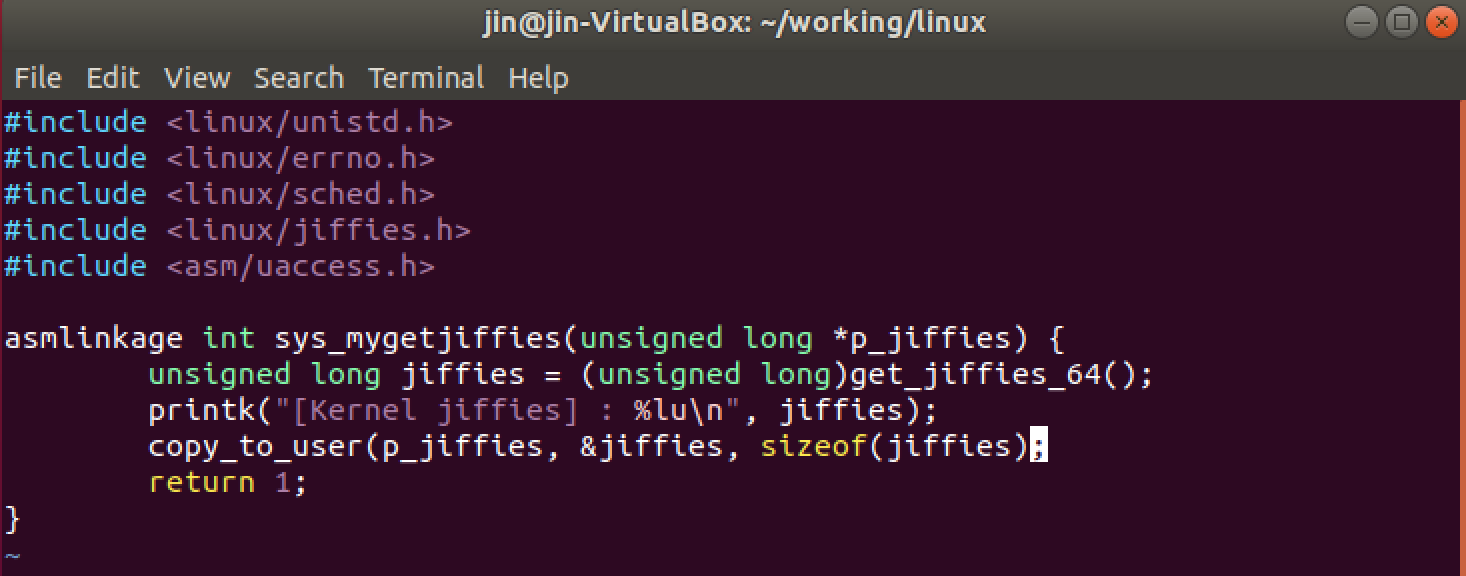 jin@jin-VirtualBox: ~/working/linux
File Edit View Search Terminal Help
#include <linux/unistd.h>
#include <linux/errno.h>
#include <linux/sched.h>
#include <linux/jiffies.h>
#include <asm/uaccess.h>

asmlinkage int sys_mygetjiffies(unsigned long *p_jiffies) {
        unsigned long jiffies = (unsigned long)get_jiffies_64();
        printk("[Kernel jiffies] : %lu\n", jiffies);
        copy_to_user(p_jiffies, &jiffies, sizeof(jiffies);
        return 1;
}
~